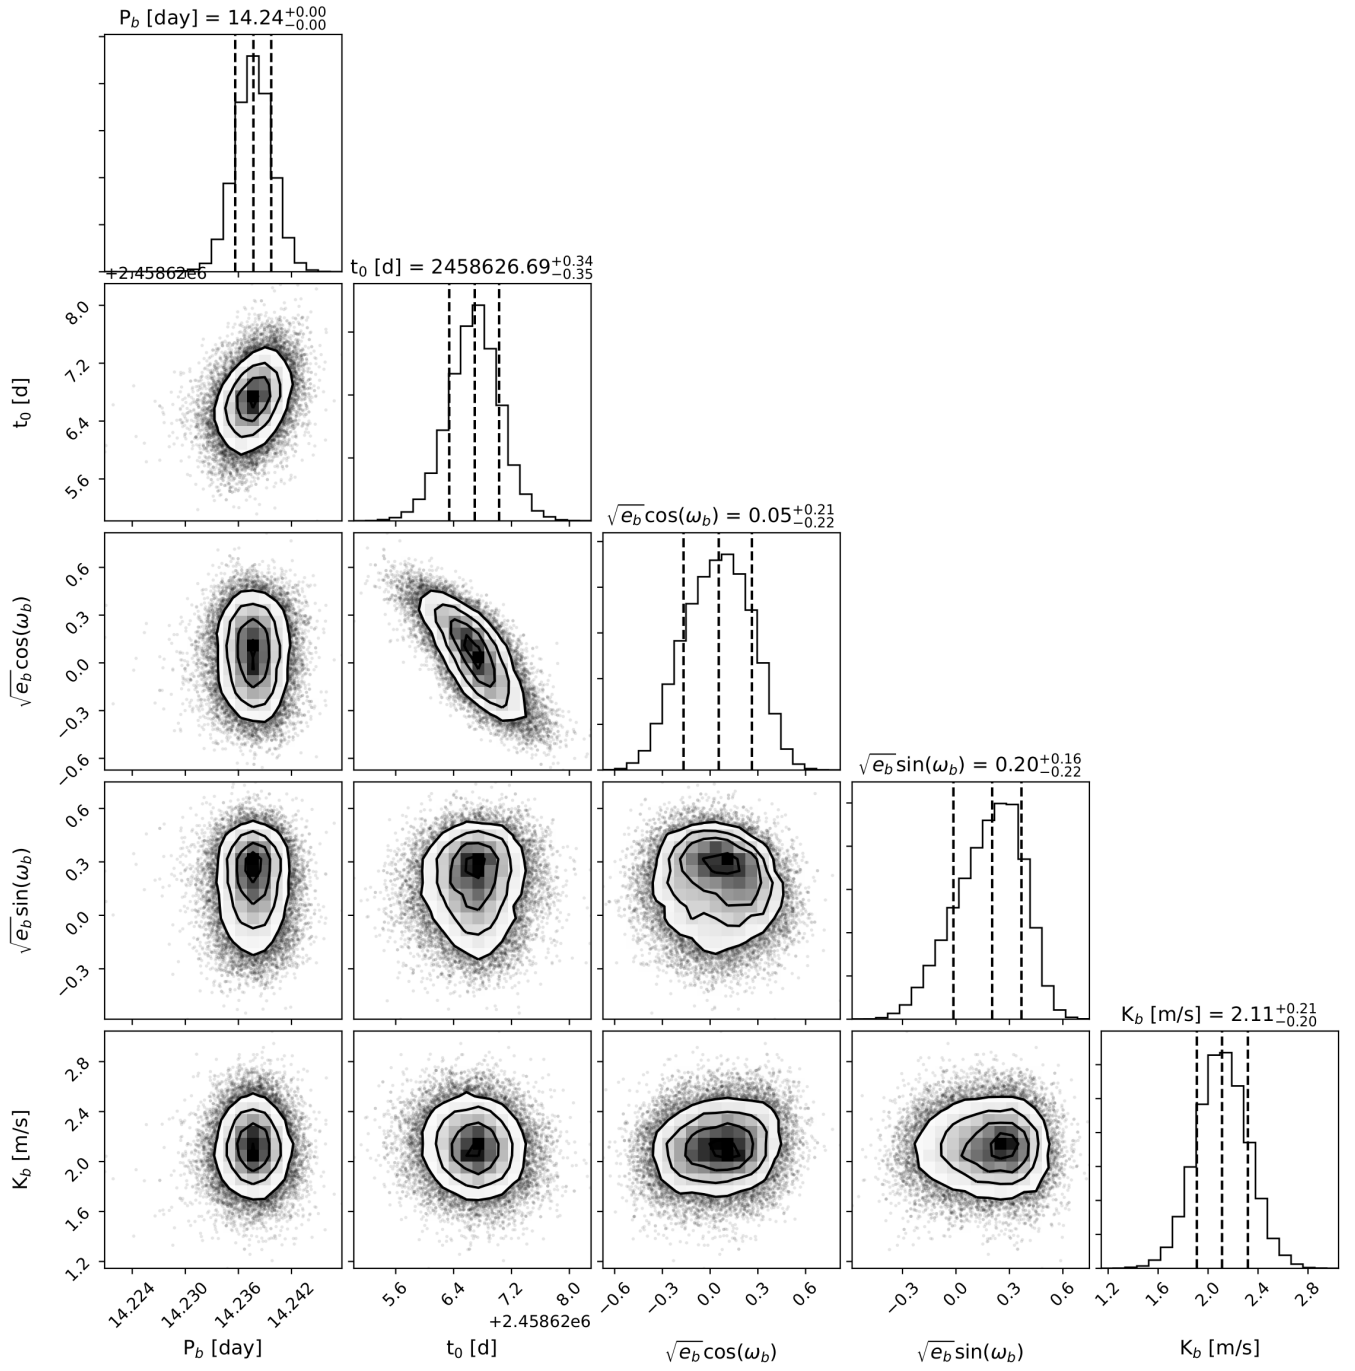 P_b [day] = 14.24^{+0.00}_{−0.00}
+2.45862e6
t_0 [d] = 2458626.69^{+0.34}_{−0.35}
8.0
7.2
6.4
5.6
t_0 [d]
√e_b cos(ω_b) = 0.05^{+0.21}_{−0.22}
0.6
0.3
0.0
−0.3
−0.6
√e_b cos(ω_b)
√e_b sin(ω_b) = 0.20^{+0.16}_{−0.22}
0.6
0.3
0.0
−0.3
√e_b sin(ω_b)
K_b [m/s] = 2.11^{+0.21}_{−0.20}
2.8
2.4
2.0
1.6
1.2
K_b [m/s]
14.224 14.230 14.236 14.242
P_b [day]
5.6 6.4 7.2 8.0
+2.45862e6
t_0 [d]
−0.6 −0.3 0.0 0.3 0.6
√e_b cos(ω_b)
−0.3 0.0 0.3 0.6
√e_b sin(ω_b)
1.2 1.6 2.0 2.4 2.8
K_b [m/s]